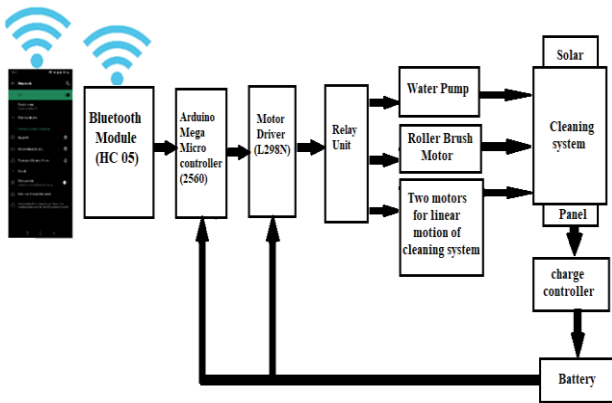 Bluetooth
Module
(HC 05)
Arduino
Mega
Micro
controller
(2560)
Motor
Driver
(L298N)
Relay
Unit
Water Pump
Roller Brush
Motor
Two motors
for linear
motion of
cleaning system
Solar
Cleaning
system
Panel
charge
controller
Battery